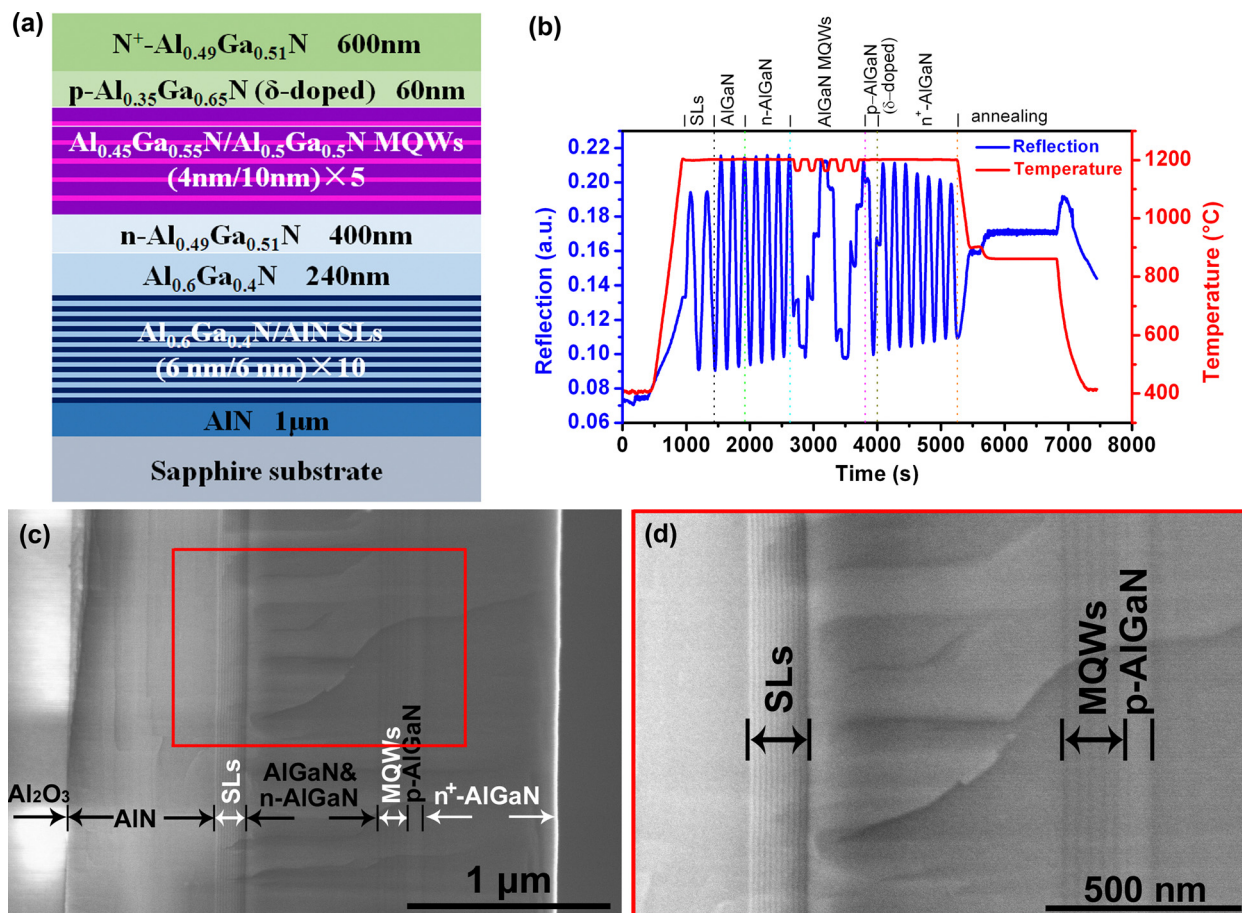 (a)
N⁺-Al₀.₄₉Ga₀.₅₁N 600nm
p-Al₀.₃₅Ga₀.₆₅N (δ-doped) 60nm
Al₀.₄₅Ga₀.₅₅N/Al₀.₅Ga₀.₅N MQWs
(4nm/10nm)×5
n-Al₀.₄₉Ga₀.₅₁N 400nm
Al₀.₆Ga₀.₄N 240nm
Al₀.₆Ga₀.₄N/AlN SLs
(6 nm/6 nm)×10
AlN 1μm
Sapphire substrate
(b)
SLs
AlGaN
n-AlGaN
AlGaN MQWs
p-AlGaN
(δ-doped)
n⁺-AlGaN
annealing
Reflection
Temperature
Reflection (a.u.)
0.22
0.20
0.18
0.16
0.14
0.12
0.10
0.08
0.06
1200
1000
800
600
400
Temperature (°C)
0 1000 2000 3000 4000 5000 6000 7000 8000
Time (s)
(c)
Al₂O₃
AlN
SLs
AlGaN&
n-AlGaN
MQWs
p-AlGaN
n⁺-AlGaN
1 μm
(d)
SLs
MQWs
p-AlGaN
500 nm